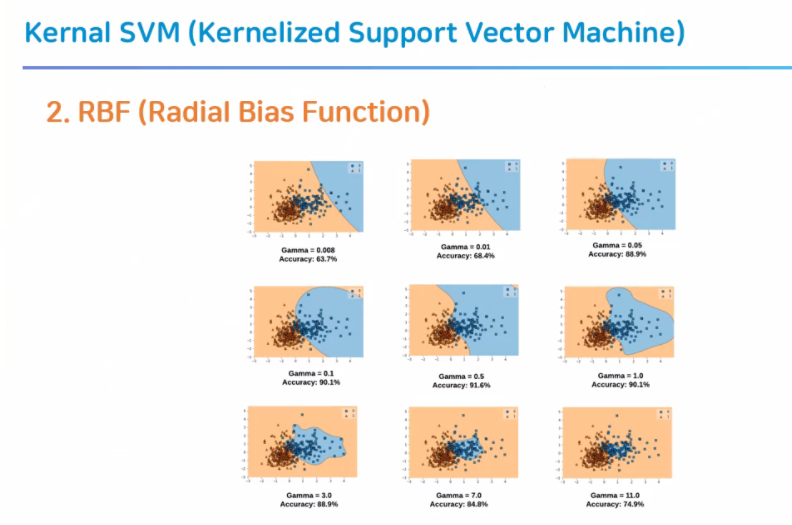 Kernal SVM (Kernelized Support Vector Machine)
2. RBF (Radial Bias Function)
Gamma = 0.008
Accuracy: 63.7%
Gamma = 0.01
Accuracy: 68.4%
Gamma = 0.05
Accuracy: 88.9%
Gamma = 0.1
Accuracy: 90.1%
Gamma = 0.5
Accuracy: 91.6%
Gamma = 1.0
Accuracy: 90.1%
Gamma = 3.0
Accuracy: 88.9%
Gamma = 7.0
Accuracy: 84.8%
Gamma = 11.0
Accuracy: 74.9%